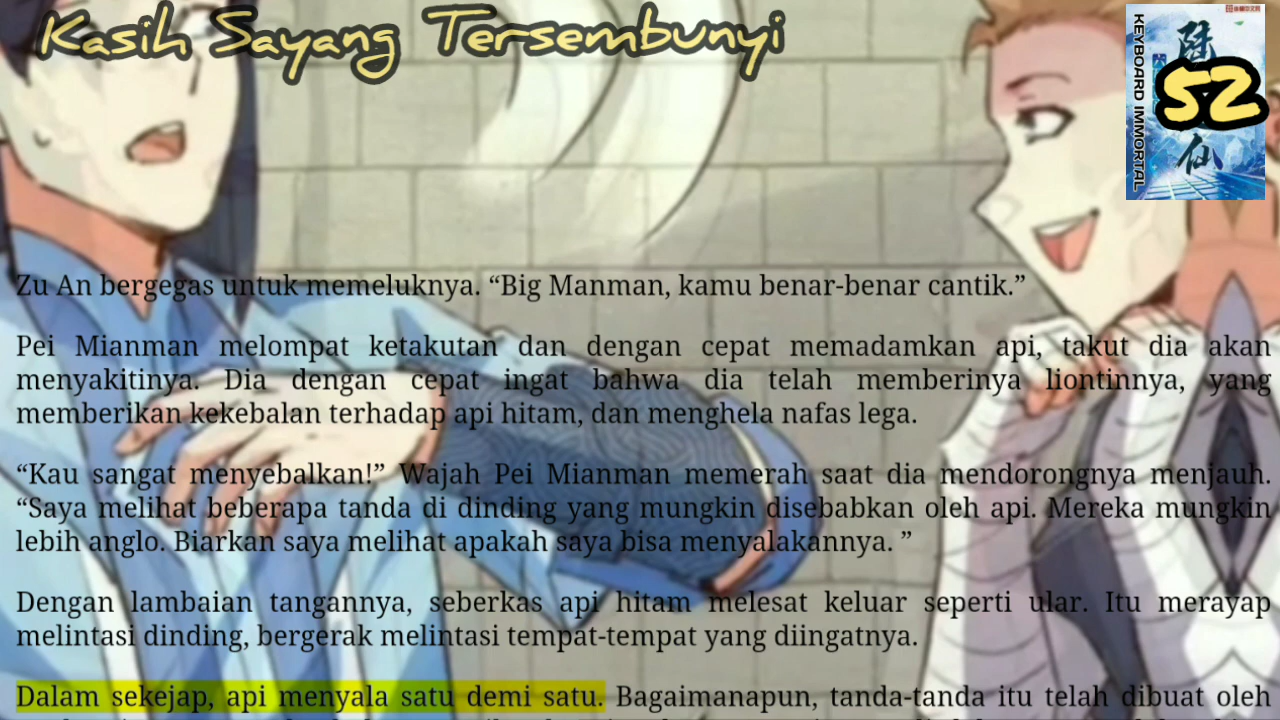 Kasih Sayang Tersembunyi
KEYBOARD IMMORTAL
陆
仙
52
Zu An bergegas untuk memeluknya. “Big Manman, kamu benar-benar cantik.”
Pei Mianman melompat ketakutan dan dengan cepat memadamkan api, takut dia akan
menyakitinya. Dia dengan cepat ingat bahwa dia telah memberinya liontinnya, yang
memberikan kekebalan terhadap api hitam, dan menghela nafas lega.
“Kau sangat menyebalkan!” Wajah Pei Mianman memerah saat dia mendorongnya menjauh.
“Saya melihat beberapa tanda di dinding yang mungkin disebabkan oleh api. Mereka mungkin
lebih anglo. Biarkan saya melihat apakah saya bisa menyalakannya. ”
Dengan lambaian tangannya, seberkas api hitam melesat keluar seperti ular. Itu merayap
melintasi dinding, bergerak melintasi tempat-tempat yang diingatnya.
Dalam sekejap, api menyala satu demi satu. Bagaimanapun, tanda-tanda itu telah dibuat oleh